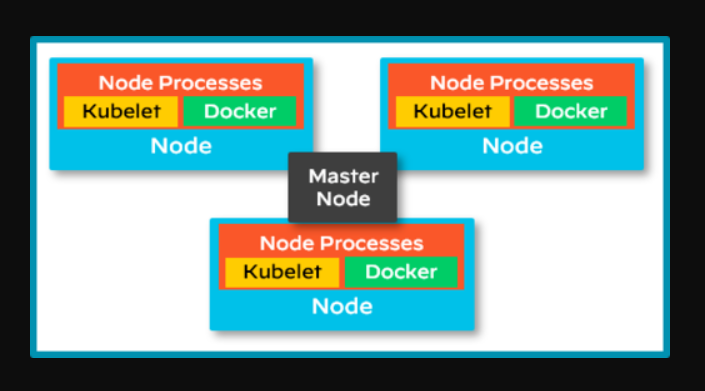 Node Processes
Kubelet Docker
Node
Node Processes
Kubelet Docker
Node
Master
Node
Node Processes
Kubelet Docker
Node